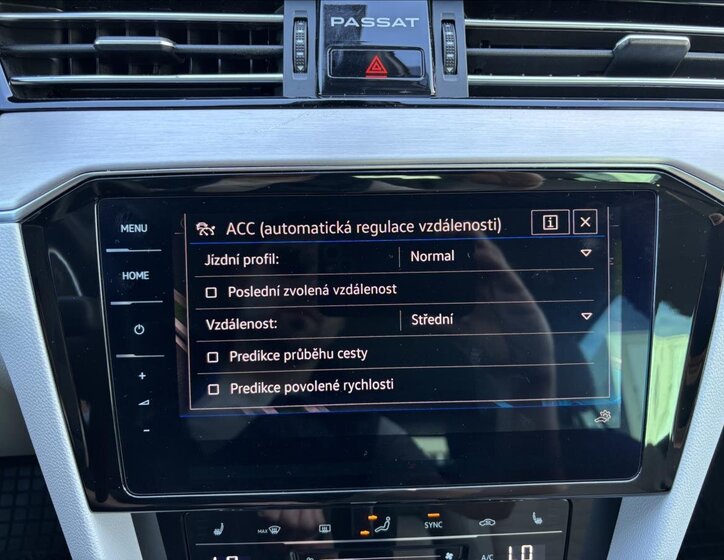 PASSAT
MENU
HOME
+
-
ACC (automatická regulace vzdálenosti)
Jízdní profil: Normal
Poslední zvolená vzdálenost
Vzdálenost: Střední
Predikce průběhu cesty
Predikce povolené rychlosti
MAX
SYNC
A/C